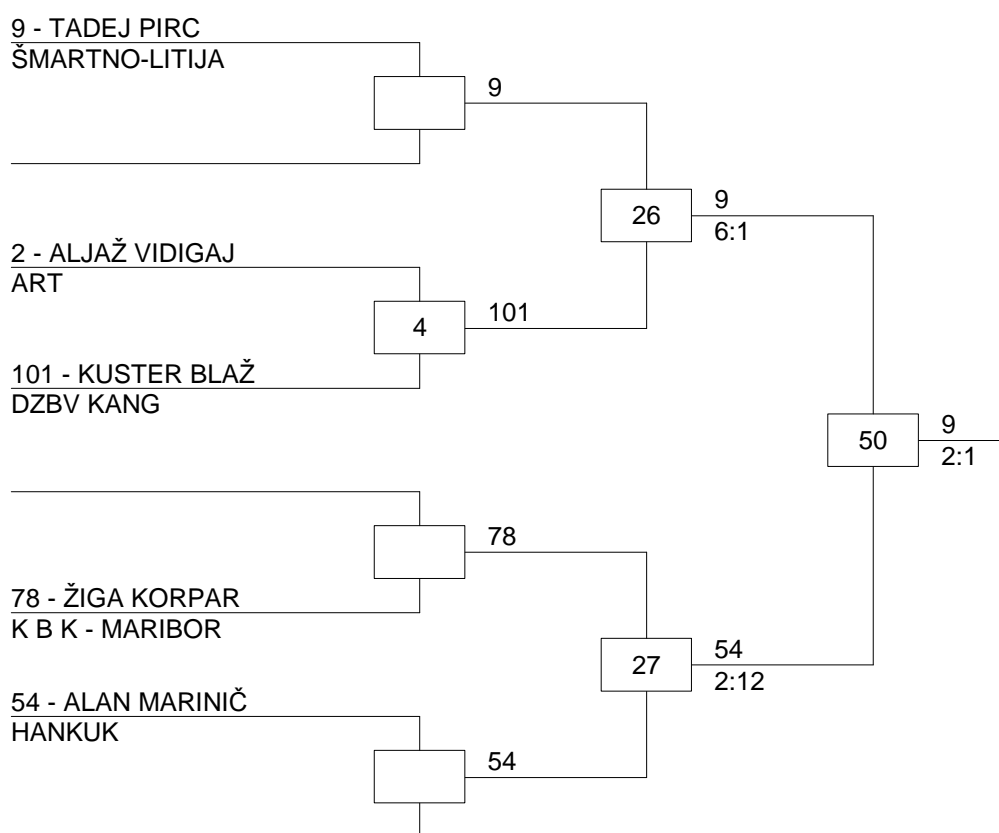 9 - TADEJ PIRC
ŠMARTNO-LITIJA
9
26
9
6:1
2 - ALJAŽ VIDIGAJ
ART
4
101
101 - KUSTER BLAŽ
DZBV KANG
50
9
2:1
78
78 - ŽIGA KORPAR
K B K - MARIBOR
27
54
2:12
54 - ALAN MARINIČ
HANKUK
54